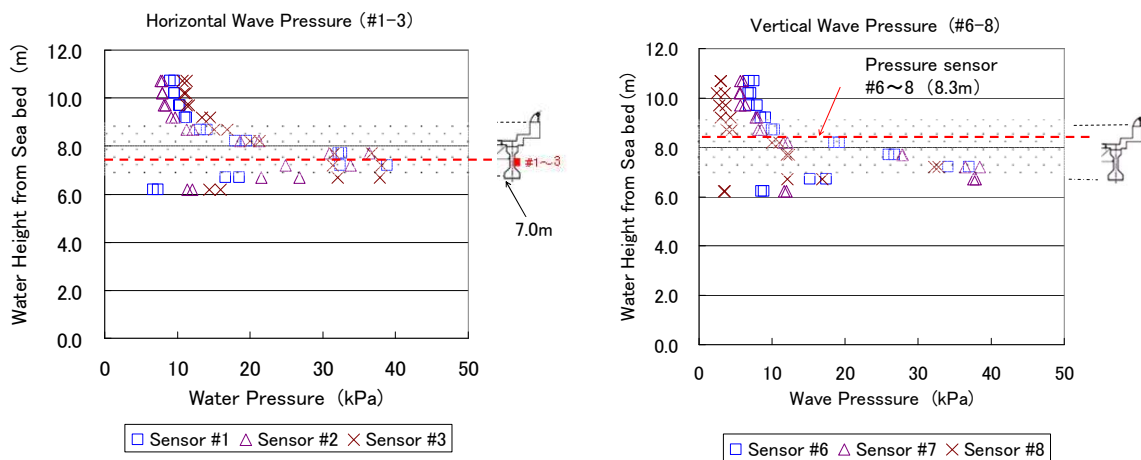 Horizontal Wave Pressure (#1-3)
12.0
10.0
8.0
6.0
4.0
2.0
0.0
Water Height from Sea bed (m)
0
10
20
30
40
50
Water Pressure (kPa)
#1～3
7.0m
Sensor #1
Sensor #2
Sensor #3
Vertical Wave Pressure (#6-8)
Pressure sensor
#6～8 (8.3m)
12.0
10.0
8.0
6.0
4.0
2.0
0.0
Water Height from Sea bed (m)
0
10
20
30
40
50
Wave Presssure (kPa)
Sensor #6
Sensor #7
Sensor #8